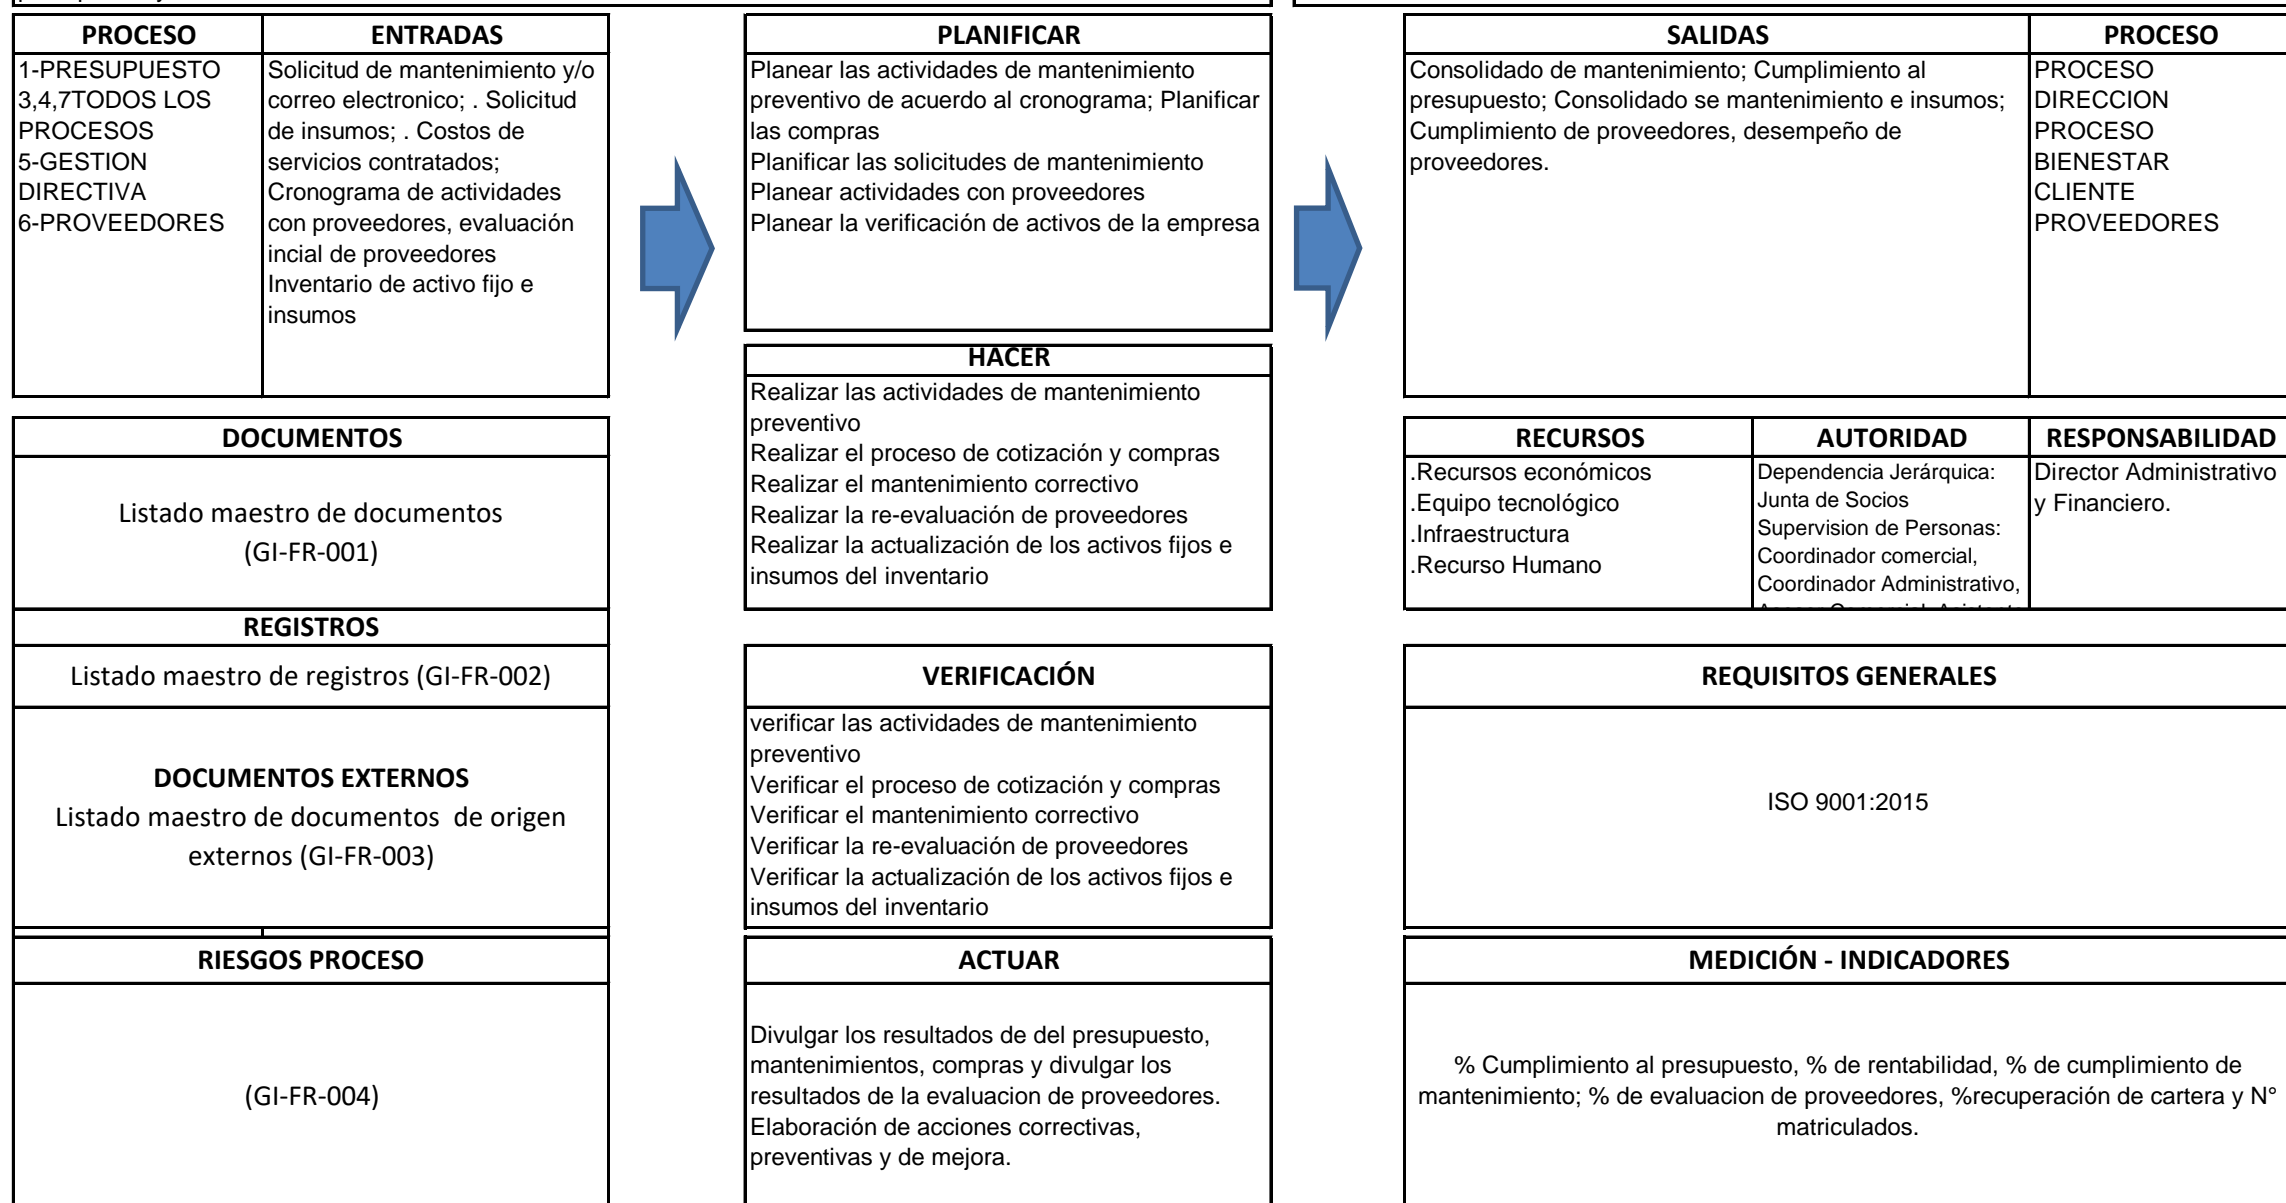 PROCESO
ENTRADAS
1-PRESUPUESTO
3,4,7TODOS LOS
PROCESOS
5-GESTION
DIRECTIVA
6-PROVEEDORES
Solicitud de mantenimiento y/o
correo electronico; . Solicitud
de insumos; . Costos de
servicios contratados;
Cronograma de actividades
con proveedores, evaluación
incial de proveedores
Inventario de activo fijo e
insumos
PLANIFICAR
Planear las actividades de mantenimiento
preventivo de acuerdo al cronograma; Planificar
las compras
Planificar las solicitudes de mantenimiento
Planear actividades con proveedores
Planear la verificación de activos de la empresa
SALIDAS
PROCESO
Consolidado de mantenimiento; Cumplimiento al
presupuesto; Consolidado se mantenimiento e insumos;
Cumplimiento de proveedores, desempeño de
proveedores.
PROCESO
DIRECCION
PROCESO
BIENESTAR
CLIENTE
PROVEEDORES
HACER
Realizar las actividades de mantenimiento
preventivo
Realizar el proceso de cotización y compras
Realizar el mantenimiento correctivo
Realizar la re-evaluación de proveedores
Realizar la actualización de los activos fijos e
insumos del inventario
DOCUMENTOS
Listado maestro de documentos
(GI-FR-001)
REGISTROS
Listado maestro de registros (GI-FR-002)
DOCUMENTOS EXTERNOS
Listado maestro de documentos  de origen
externos (GI-FR-003)
RECURSOS
AUTORIDAD
RESPONSABILIDAD
.Recursos económicos
.Equipo tecnológico
.Infraestructura
.Recurso Humano
Dependencia Jerárquica:
Junta de Socios
Supervision de Personas:
Coordinador comercial,
Coordinador Administrativo,
Director Administrativo
y Financiero.
VERIFICACIÓN
verificar las actividades de mantenimiento
preventivo
Verificar el proceso de cotización y compras
Verificar el mantenimiento correctivo
Verificar la re-evaluación de proveedores
Verificar la actualización de los activos fijos e
insumos del inventario
REQUISITOS GENERALES
ISO 9001:2015
RIESGOS PROCESO
(GI-FR-004)
ACTUAR
Divulgar los resultados de del presupuesto,
mantenimientos, compras y divulgar los
resultados de la evaluacion de proveedores.
Elaboración de acciones correctivas,
preventivas y de mejora.
MEDICIÓN - INDICADORES
% Cumplimiento al presupuesto, % de rentabilidad, % de cumplimiento de
mantenimiento; % de evaluacion de proveedores, %recuperación de cartera y N°
matriculados.